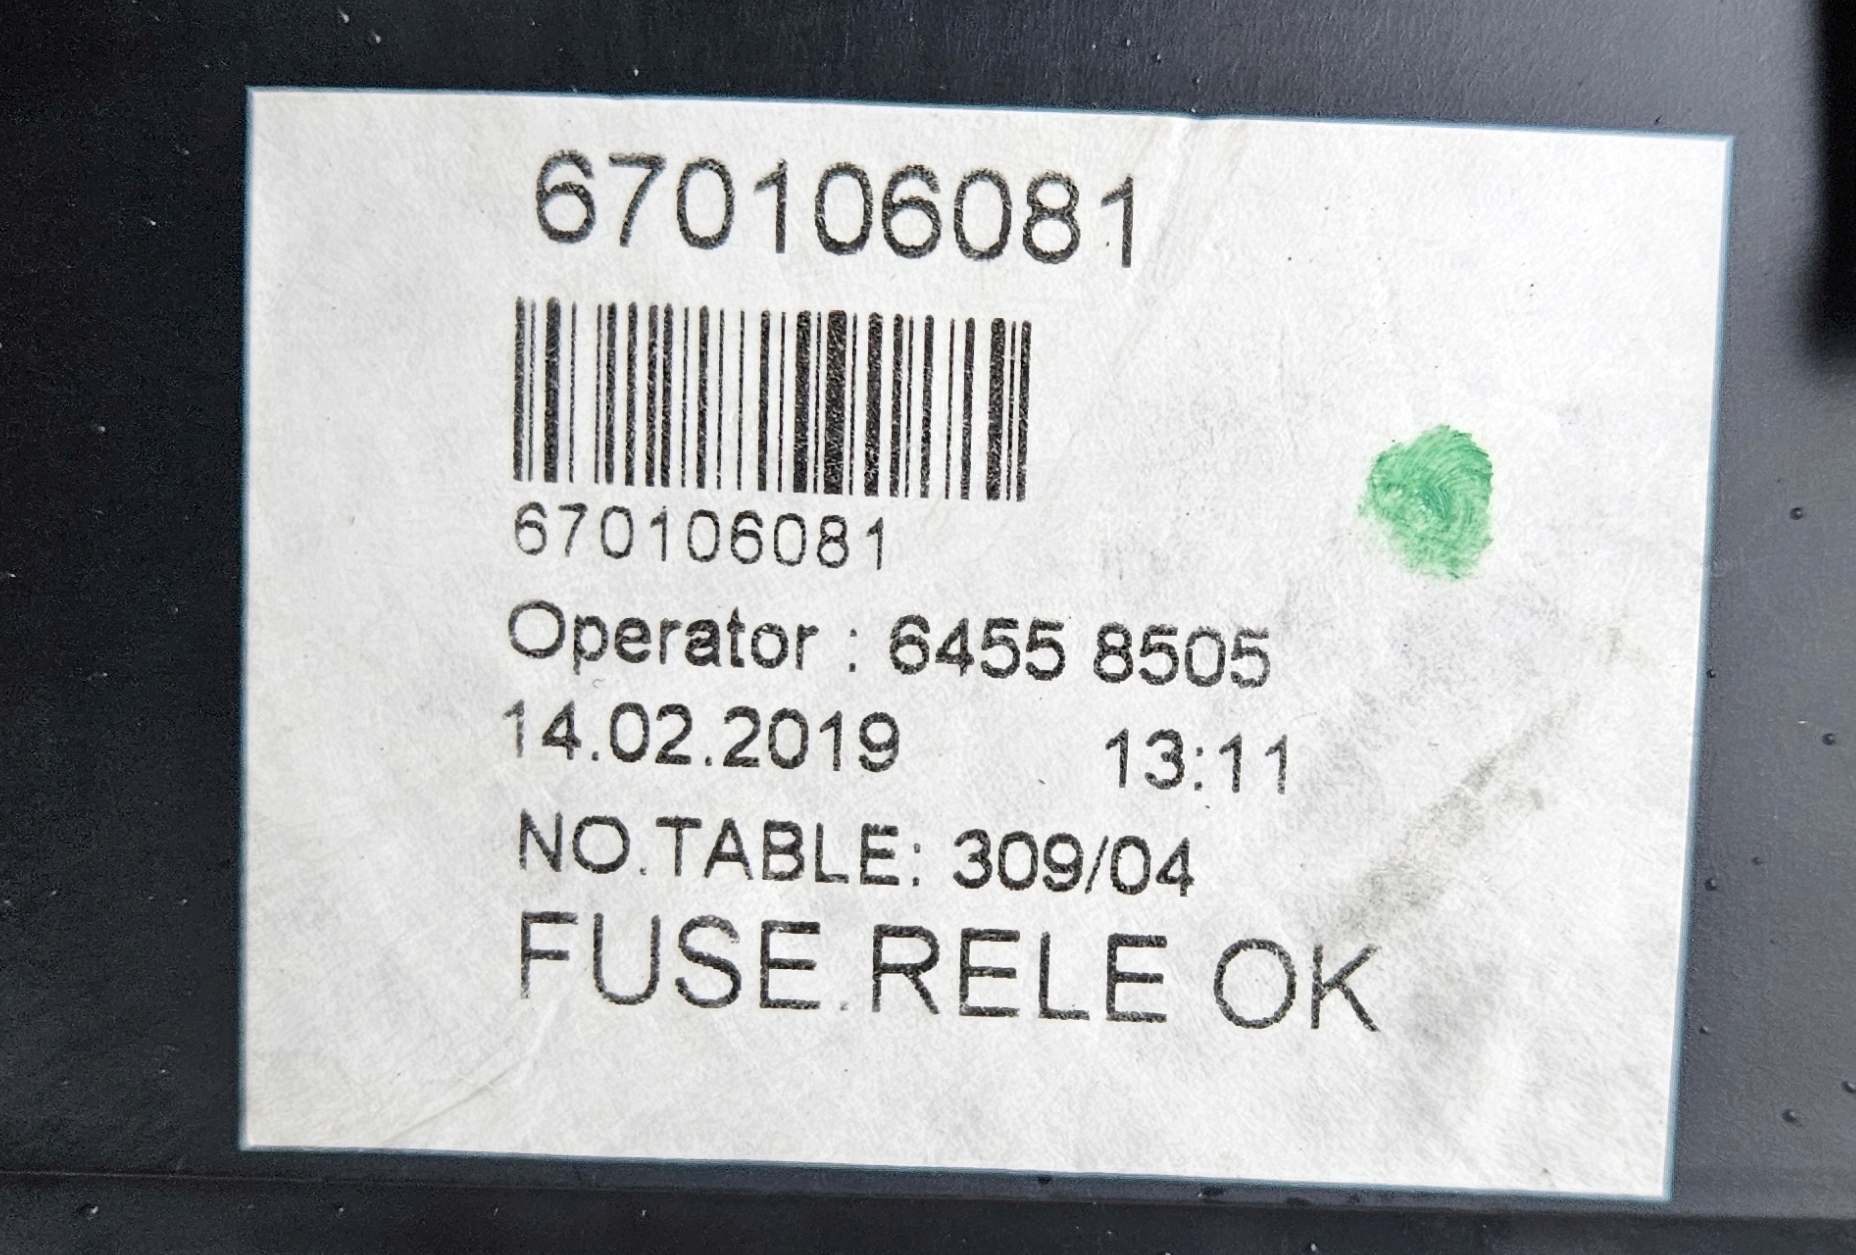 670106081
670106081
Operator : 6455 8505
14.02.2019 13:11
NO.TABLE: 309/04
FUSE.RELE OK